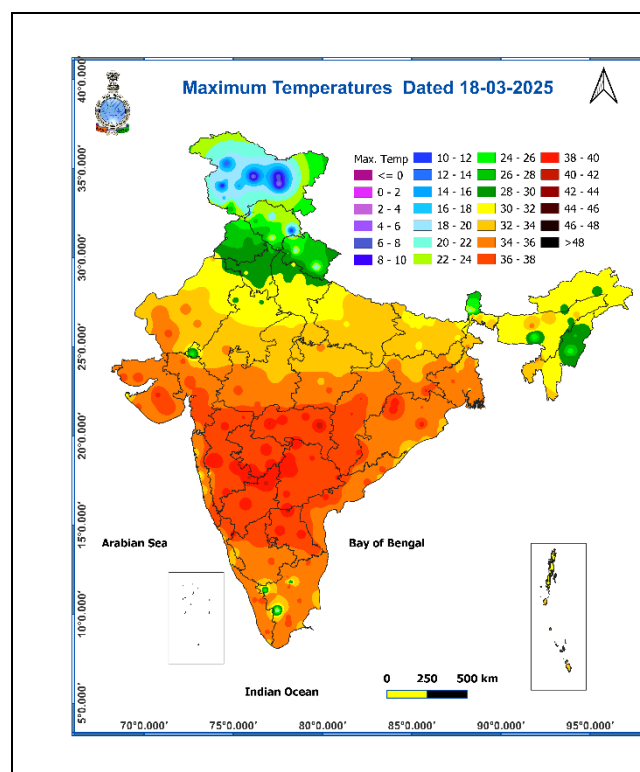 Maximum Temperatures Dated 18-03-2025
40°0.000'
35°0.000'
30°0.000'
25°0.000'
20°0.000'
15°0.000'
10°0.000'
5°0.000'
Max. Temp
<= 0
0 - 2
2 - 4
4 - 6
6 - 8
8 - 10
10 - 12
12 - 14
14 - 16
16 - 18
18 - 20
20 - 22
22 - 24
24 - 26
26 - 28
28 - 30
30 - 32
32 - 34
34 - 36
36 - 38
38 - 40
40 - 42
42 - 44
44 - 46
46 - 48
>48
Arabian Sea
Bay of Bengal
Indian Ocean
0 250 500 km
70°0.000' 75°0.000' 80°0.000' 85°0.000' 90°0.000' 95°0.000'